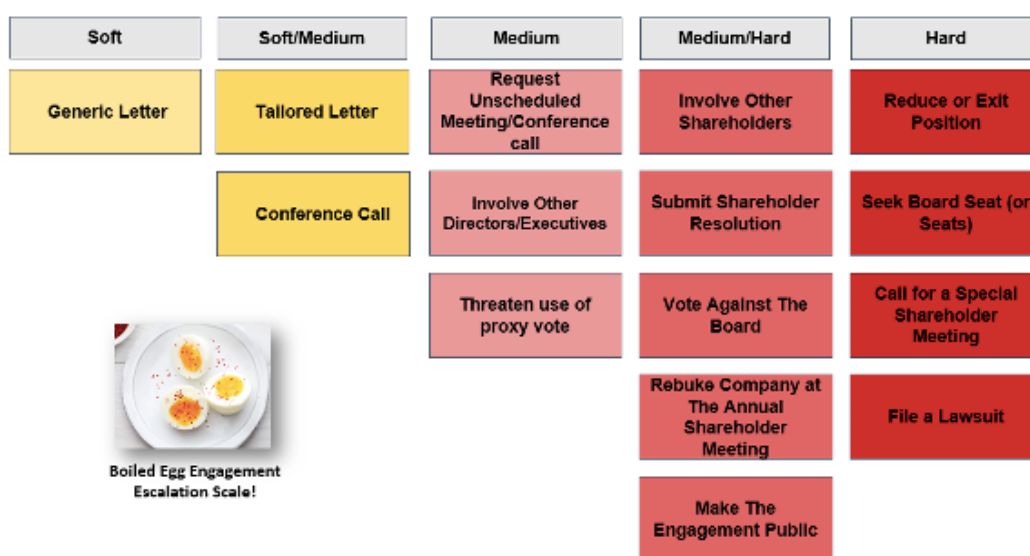 Soft
Soft/Medium
Medium
Medium/Hard
Hard
Generic Letter
Tailored Letter
Request
Unscheduled
Meeting/Conference
call
Involve Other
Shareholders
Reduce or Exit
Position
Conference Call
Involve Other
Directors/Executives
Submit Shareholder
Resolution
Seek Board Seat (or
Seats)
Threaten use of
proxy vote
Vote Against The
Board
Call for a Special
Shareholder
Meeting
Rebuke Company at
The Annual
Shareholder
Meeting
File a Lawsuit
Make The
Engagement Public
Boiled Egg Engagement
Escalation Scale!